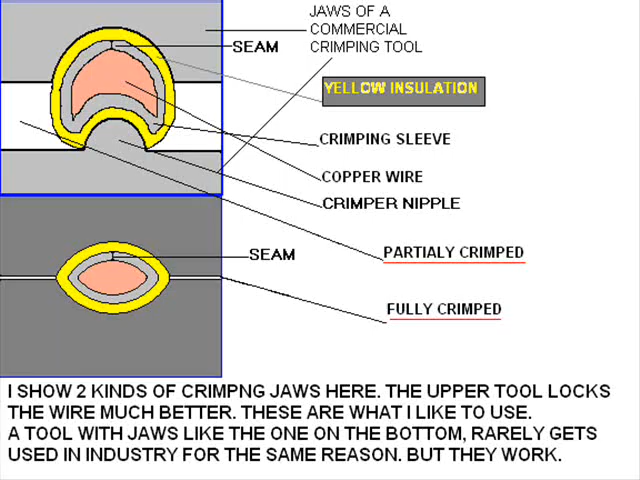 JAWS OF A
COMMERCIAL
CRIMPING TOOL
SEAM
YELLOW INSULATION
CRIMPING SLEEVE
COPPER WIRE
CRIMPER NIPPLE
PARTIALY CRIMPED
SEAM
FULLY CRIMPED
I SHOW 2 KINDS OF CRIMPNG JAWS HERE. THE UPPER TOOL LOCKS
THE WIRE MUCH BETTER. THESE ARE WHAT I LIKE TO USE.
A TOOL WITH JAWS LIKE THE ONE ON THE BOTTOM, RARELY GETS
USED IN INDUSTRY FOR THE SAME REASON. BUT THEY WORK.